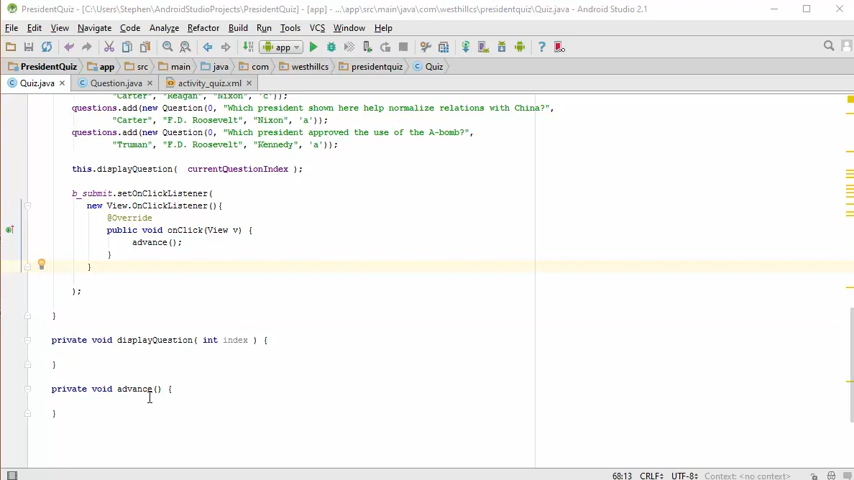 PresidentQuiz - [C:\Users\Stephen\AndroidStudioProjects\PresidentQuiz] - [app] - ...\app\src\main\java\com\westhillcs\presidentquiz\Quiz.java - Android Studio 2.1
File Edit View Navigate Code Analyze Refactor Build Run Tools VCS Window Help
app
PresidentQuiz app src main java com westhillcs presidentquiz Quiz
Quiz.java Question.java activity_quiz.xml
"Carter", "Reagan", "Nixon", 'c'));
questions.add(new Question(0, "Which president shown here help normalize relations with China?",
"Carter", "F.D. Roosevelt", "Nixon", 'a'));
questions.add(new Question(0, "Which president approved the use of the A-bomb?",
"Truman", "F.D. Roosevelt", "Kennedy", 'a'));
this.displayQuestion( currentQuestionIndex );
b_submit.setOnClickListener(
new View.OnClickListener(){
@Override
public void onClick(View v) {
advance();
}
}
);
}
private void displayQuestion( int index ) {
}
private void advance() {
}
68:13 CRLF÷ UTF-8÷ Context: <no context>